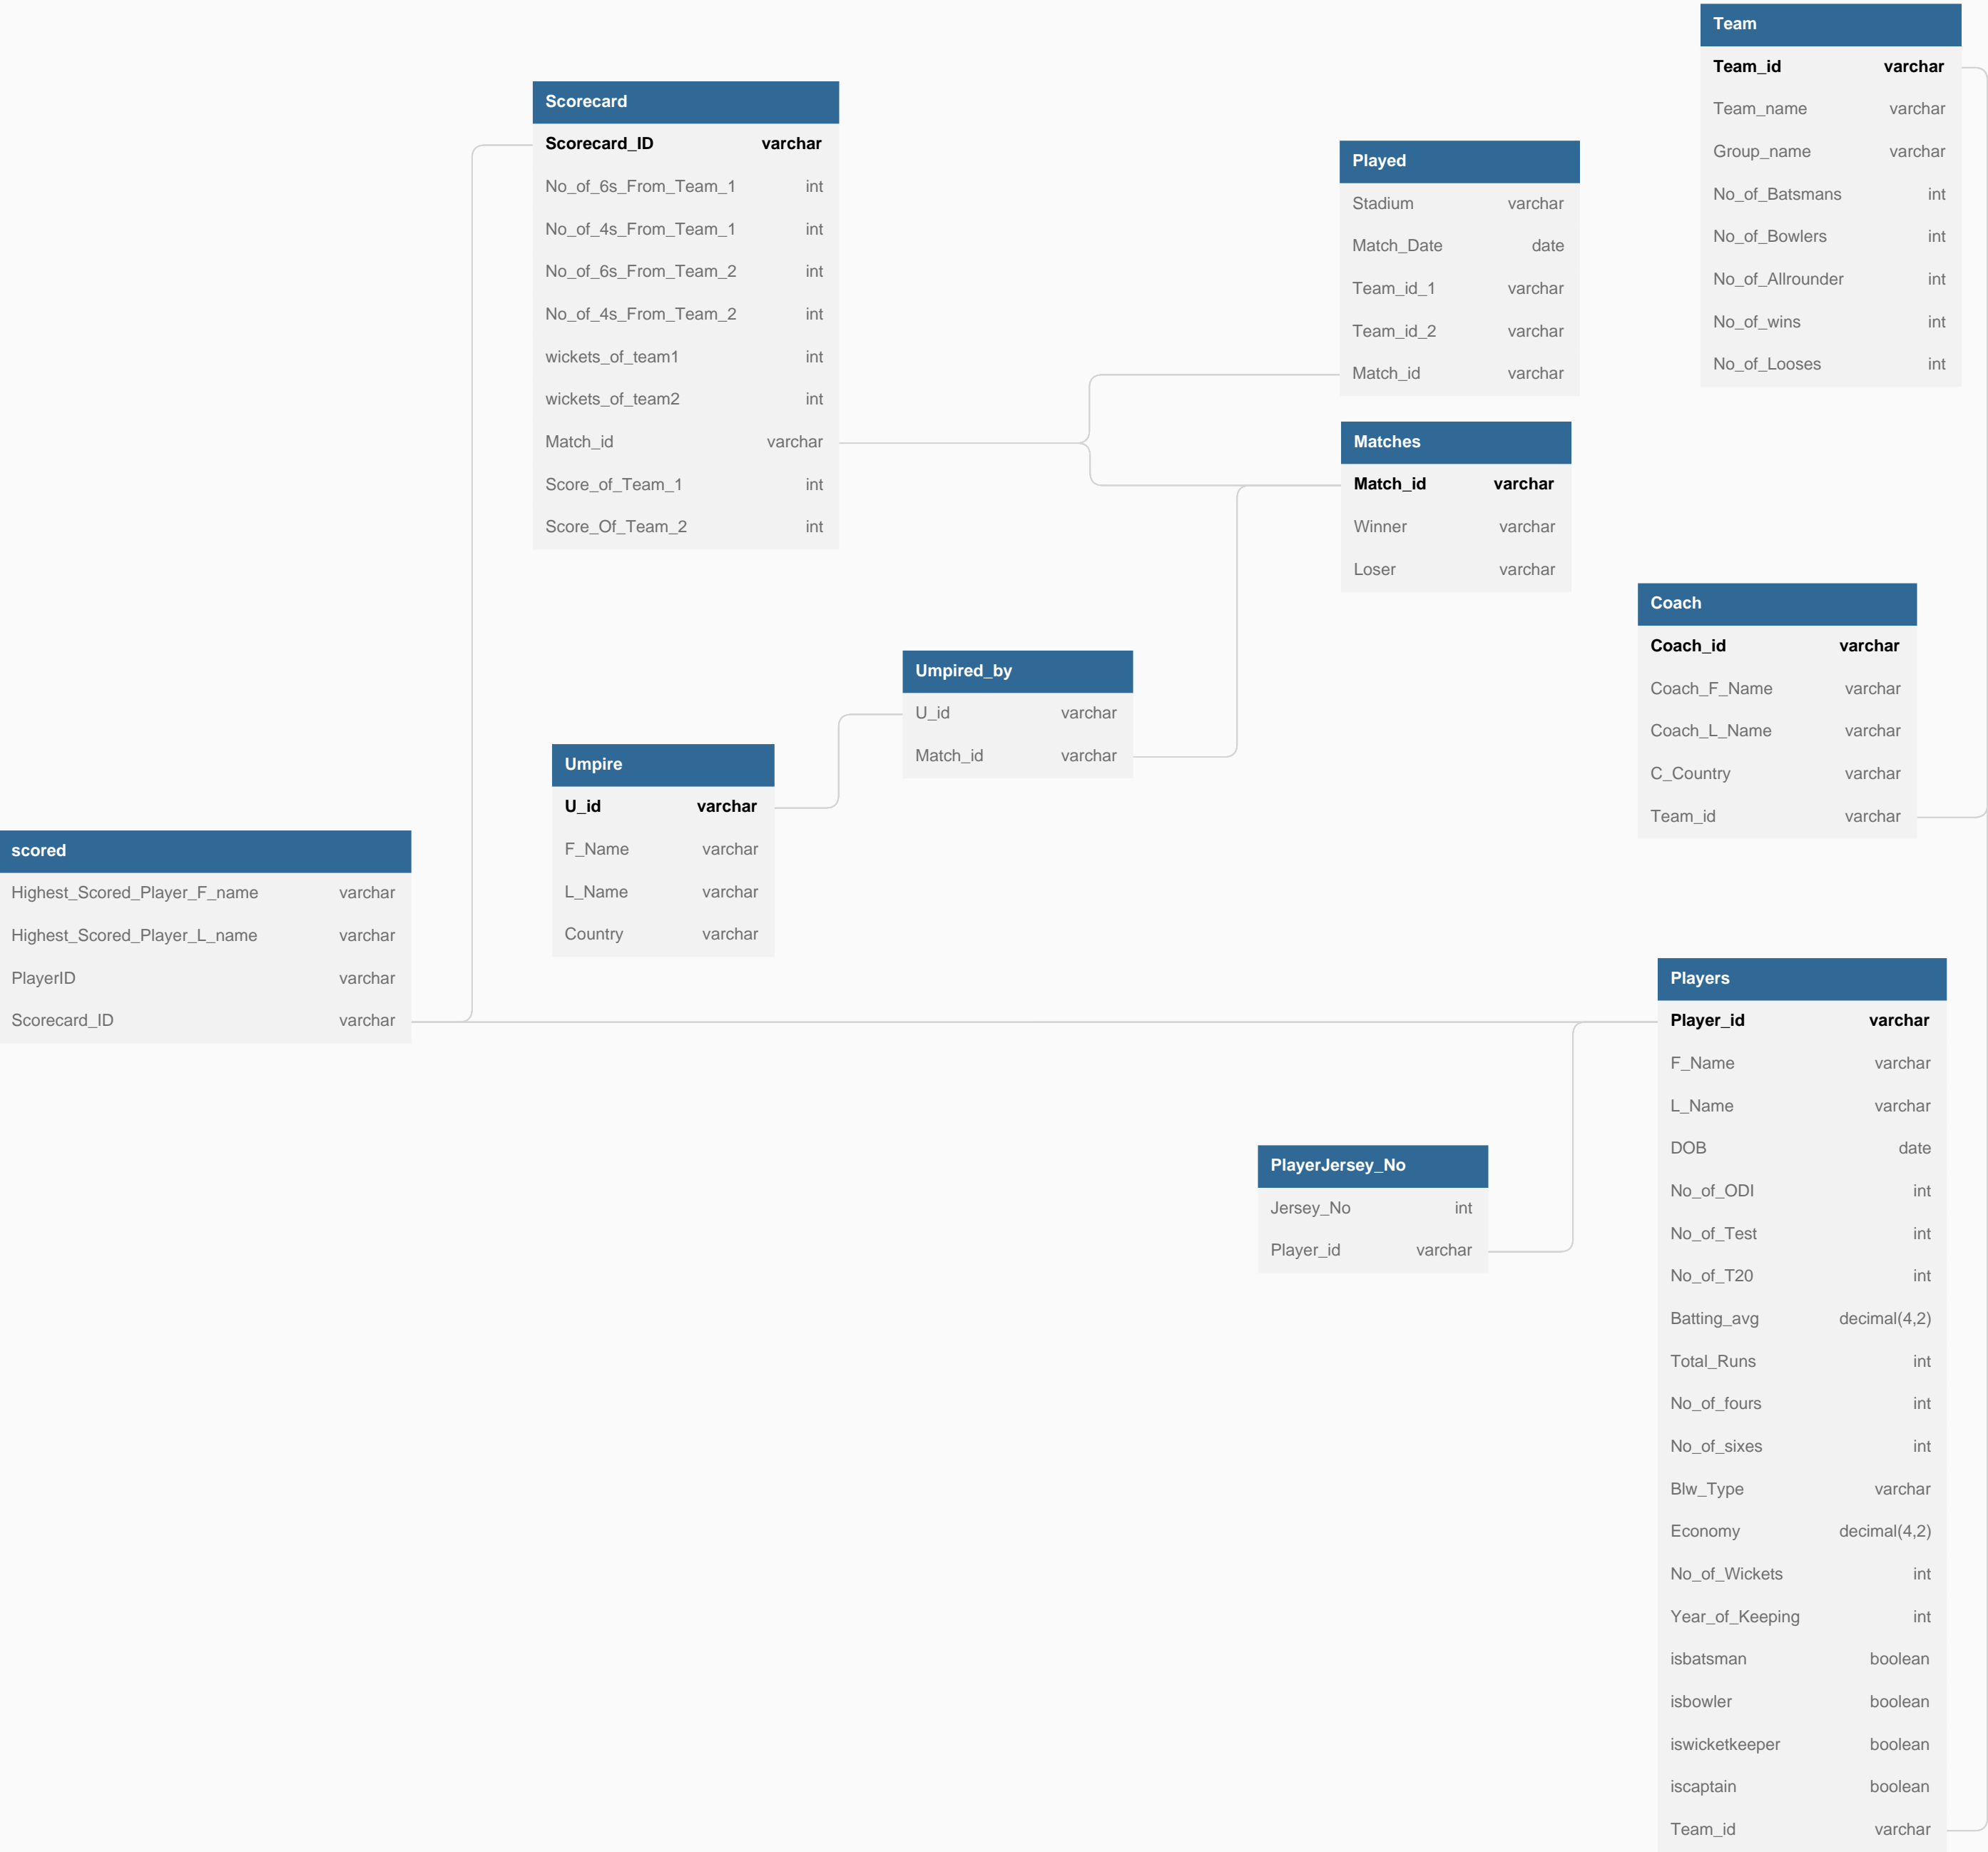 Team
Team_id varchar
Team_name varchar
Group_name varchar
No_of_Batsmans int
No_of_Bowlers int
No_of_Allrounder int
No_of_wins int
No_of_Looses int
Scorecard
Scorecard_ID varchar
No_of_6s_From_Team_1 int
No_of_4s_From_Team_1 int
No_of_6s_From_Team_2 int
No_of_4s_From_Team_2 int
wickets_of_team1 int
wickets_of_team2 int
Match_id varchar
Score_of_Team_1 int
Score_Of_Team_2 int
Played
Stadium varchar
Match_Date date
Team_id_1 varchar
Team_id_2 varchar
Match_id varchar
Matches
Match_id varchar
Winner varchar
Loser varchar
Coach
Coach_id varchar
Coach_F_Name varchar
Coach_L_Name varchar
C_Country varchar
Team_id varchar
Umpired_by
U_id varchar
Match_id varchar
Umpire
U_id varchar
F_Name varchar
L_Name varchar
Country varchar
scored
Highest_Scored_Player_F_name varchar
Highest_Scored_Player_L_name varchar
PlayerID varchar
Scorecard_ID varchar
Players
Player_id varchar
F_Name varchar
L_Name varchar
DOB date
No_of_ODI int
No_of_Test int
No_of_T20 int
Batting_avg decimal(4,2)
Total_Runs int
No_of_fours int
No_of_sixes int
Blw_Type varchar
Economy decimal(4,2)
No_of_Wickets int
Year_of_Keeping int
isbatsman boolean
isbowler boolean
iswicketkeeper boolean
iscaptain boolean
Team_id varchar
PlayerJersey_No
Jersey_No int
Player_id varchar